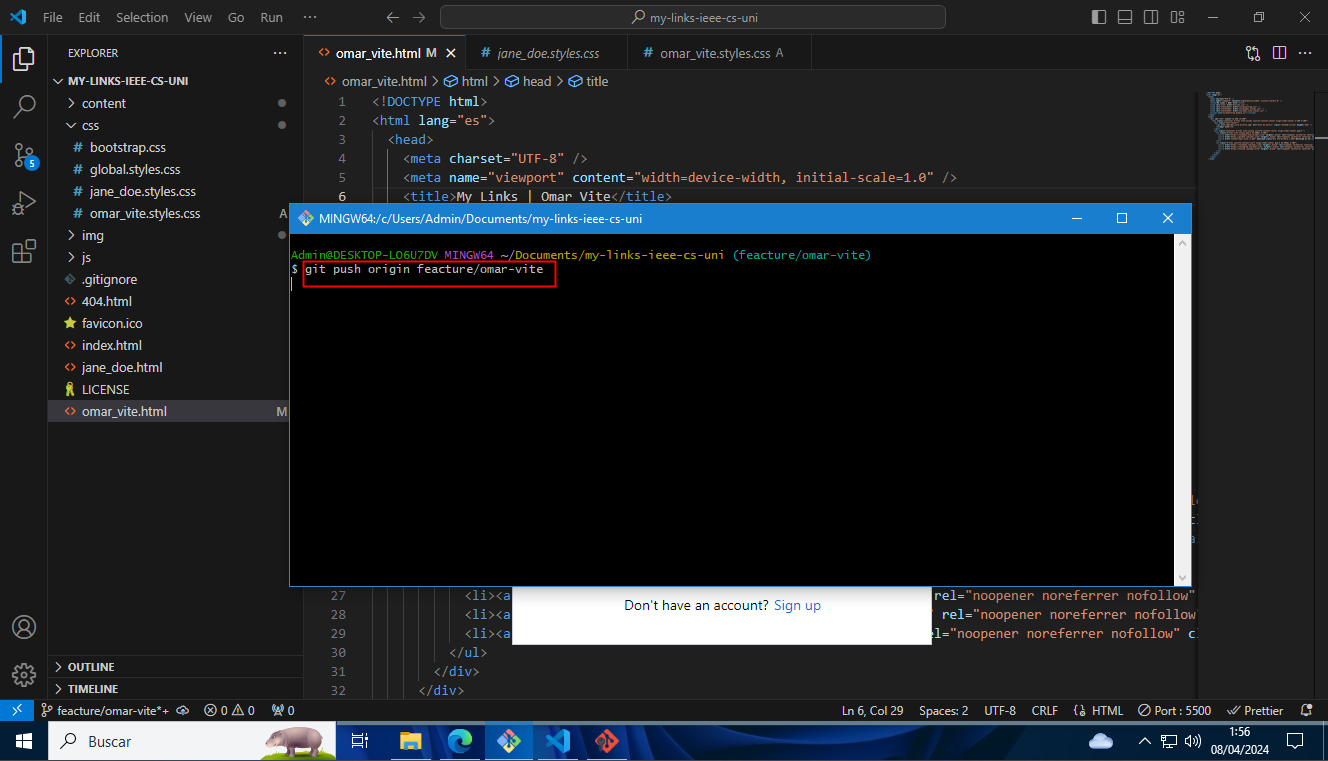 File Edit Selection View Go Run ···
my-links-ieee-cs-uni
EXPLORER
MY-LINKS-IEEE-CS-UNI
content
css
bootstrap.css
global.styles.css
jane_doe.styles.css
omar_vite.styles.css A
img
js
.gitignore
404.html
favicon.ico
index.html
jane_doe.html
LICENSE
omar_vite.html M
OUTLINE
TIMELINE
5
omar_vite.html M
jane_doe.styles.css
omar_vite.styles.css A
omar_vite.html > html > head > title
1 <!DOCTYPE html>
2 <html lang="es">
3 <head>
4 <meta charset="UTF-8" />
5 <meta name="viewport" content="width=device-width, initial-scale=1.0" />
6 <title>My Links | Omar Vite</title>
MINGW64:/c/Users/Admin/Documents/my-links-ieee-cs-uni
Admin@DESKTOP-LO6U7DV MINGW64 ~/Documents/my-links-ieee-cs-uni (feacture/omar-vite)
$ git push origin feacture/omar-vite
Don't have an account? Sign up
27 <li><a rel="noopener noreferrer nofollow"
28 <li><a " rel="noopener noreferrer nofollow"
29 <li><a el="noopener noreferrer nofollow" cl
30 </ul>
31 </div>
32 </div>
feacture/omar-vite*+ 0 0 0 Ln 6, Col 29 Spaces: 2 UTF-8 CRLF HTML Port : 5500 Prettier
Buscar
1:56
08/04/2024